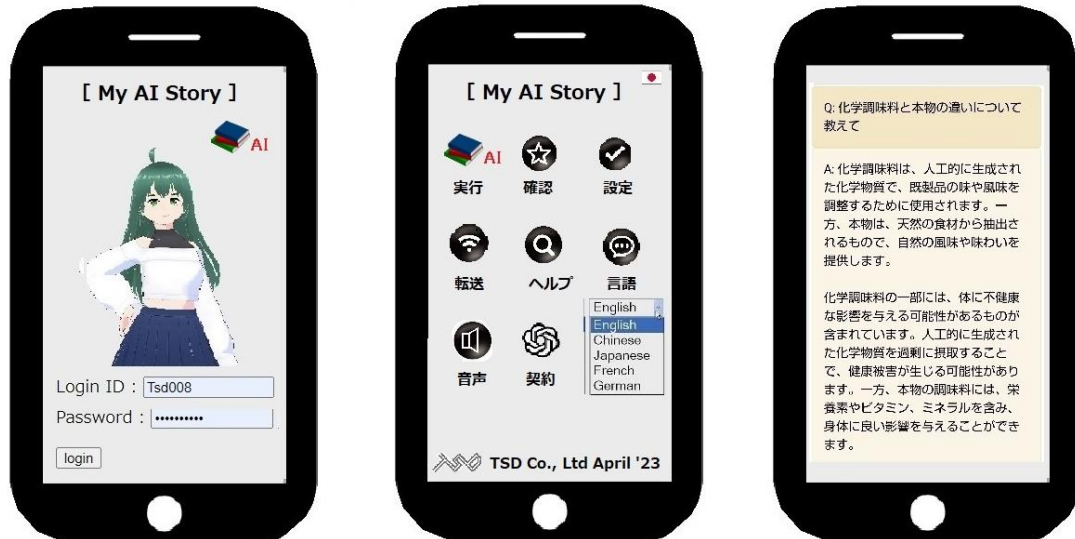 [ My AI Story ]
AI
Login ID : Tsd008
Password : ••••••••••
login
[ My AI Story ]
AI
実行 確認 設定
転送 ヘルプ 言語
English
English
Chinese
Japanese
French
German
音声 契約
TSD Co., Ltd April '23
Q: 化学調味料と本物の違いについて
教えて
A: 化学調味料は、人工的に生成され
た化学物質で、既製品の味や風味を
調整するために使用されます。一
方、本物は、天然の食材から抽出さ
れるもので、自然の風味や味わいを
提供します。
化学調味料の一部には、体に不健康
な影響を与える可能性があるものが
含まれています。人工的に生成され
た化学物質を過剰に摂取すること
で、健康被害が生じる可能性があり
ます。一方、本物の調味料には、栄
養素やビタミン、ミネラルを含み、
身体に良い影響を与えることができ
ます。